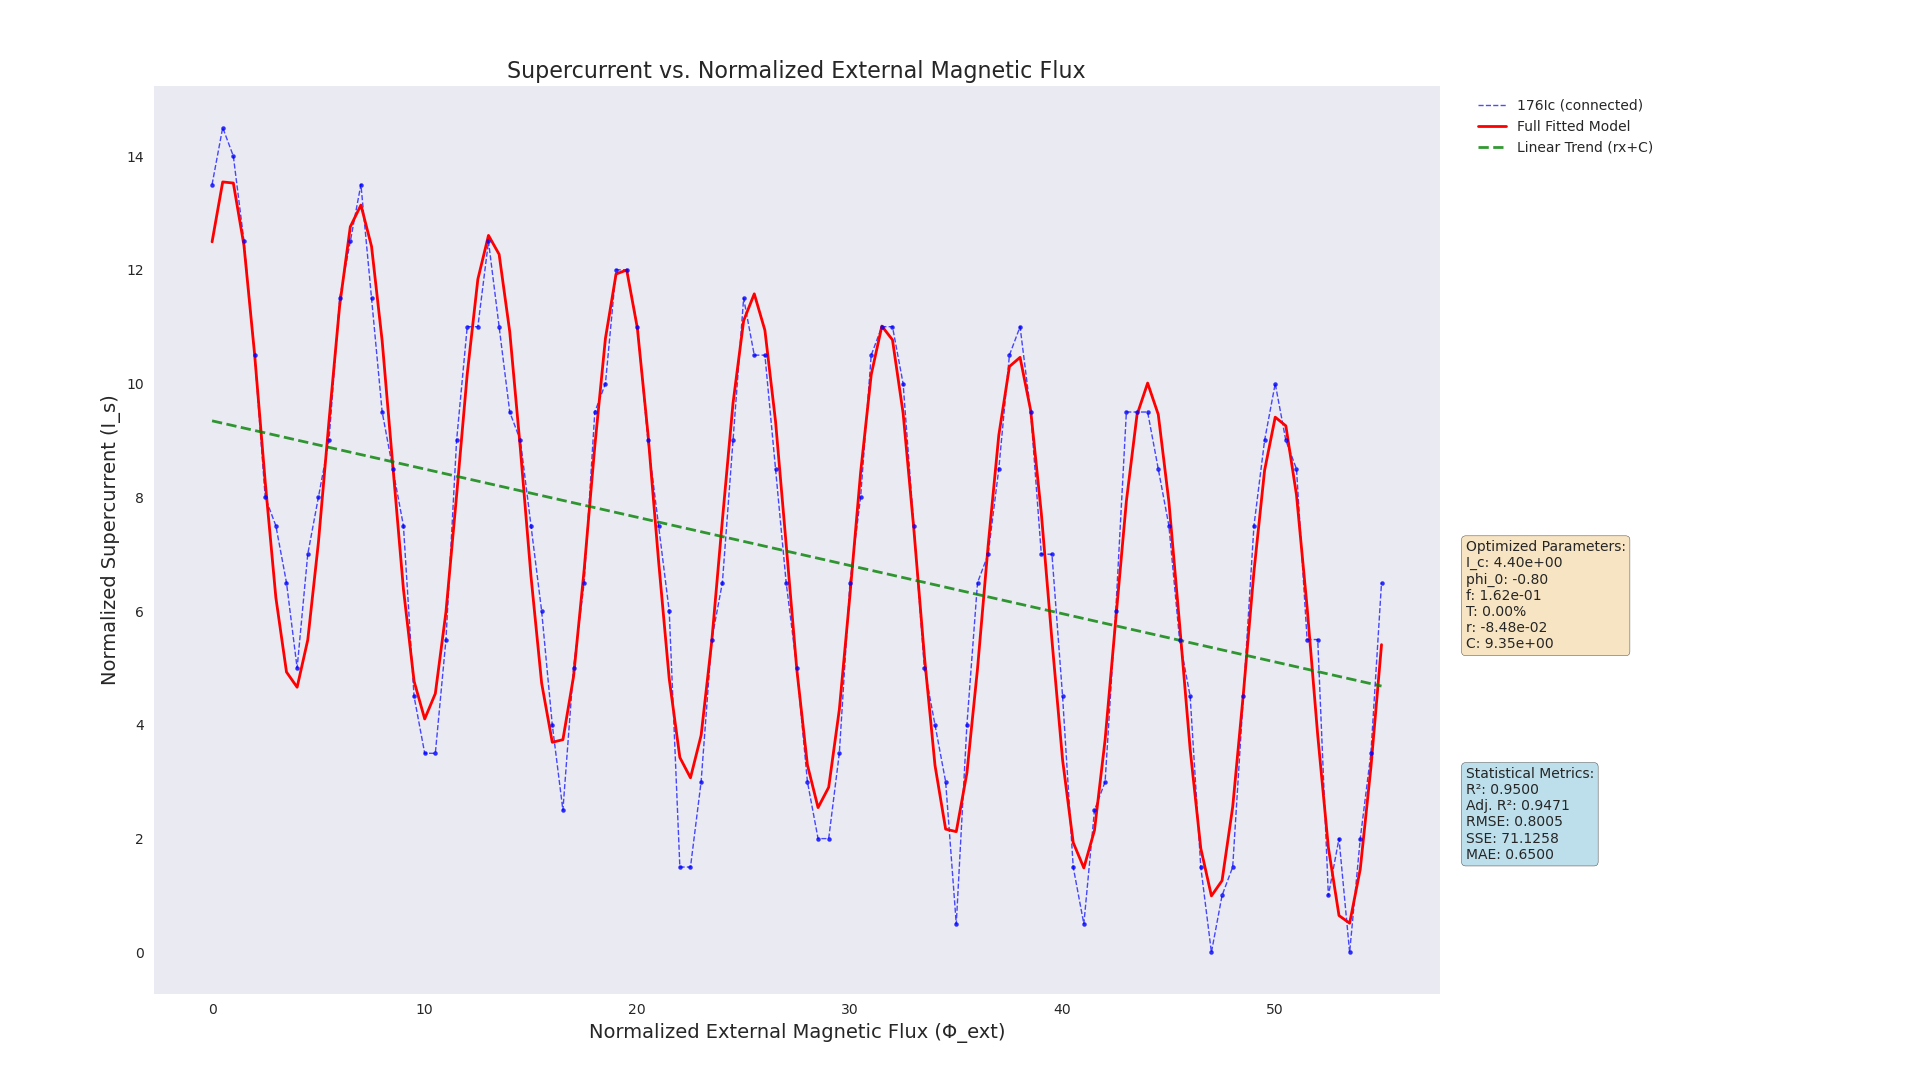 Supercurrent vs. Normalized External Magnetic Flux
176Ic (connected)
Full Fitted Model
Linear Trend (rx+C)
Normalized Supercurrent (I_s)
14
12
10
8
6
4
2
0
0 10 20 30 40 50
Normalized External Magnetic Flux (Φ_ext)
Optimized Parameters:
I_c: 4.40e+00
phi_0: -0.80
f: 1.62e-01
T: 0.00%
r: -8.48e-02
C: 9.35e+00
Statistical Metrics:
R²: 0.9500
Adj. R²: 0.9471
RMSE: 0.8005
SSE: 71.1258
MAE: 0.6500